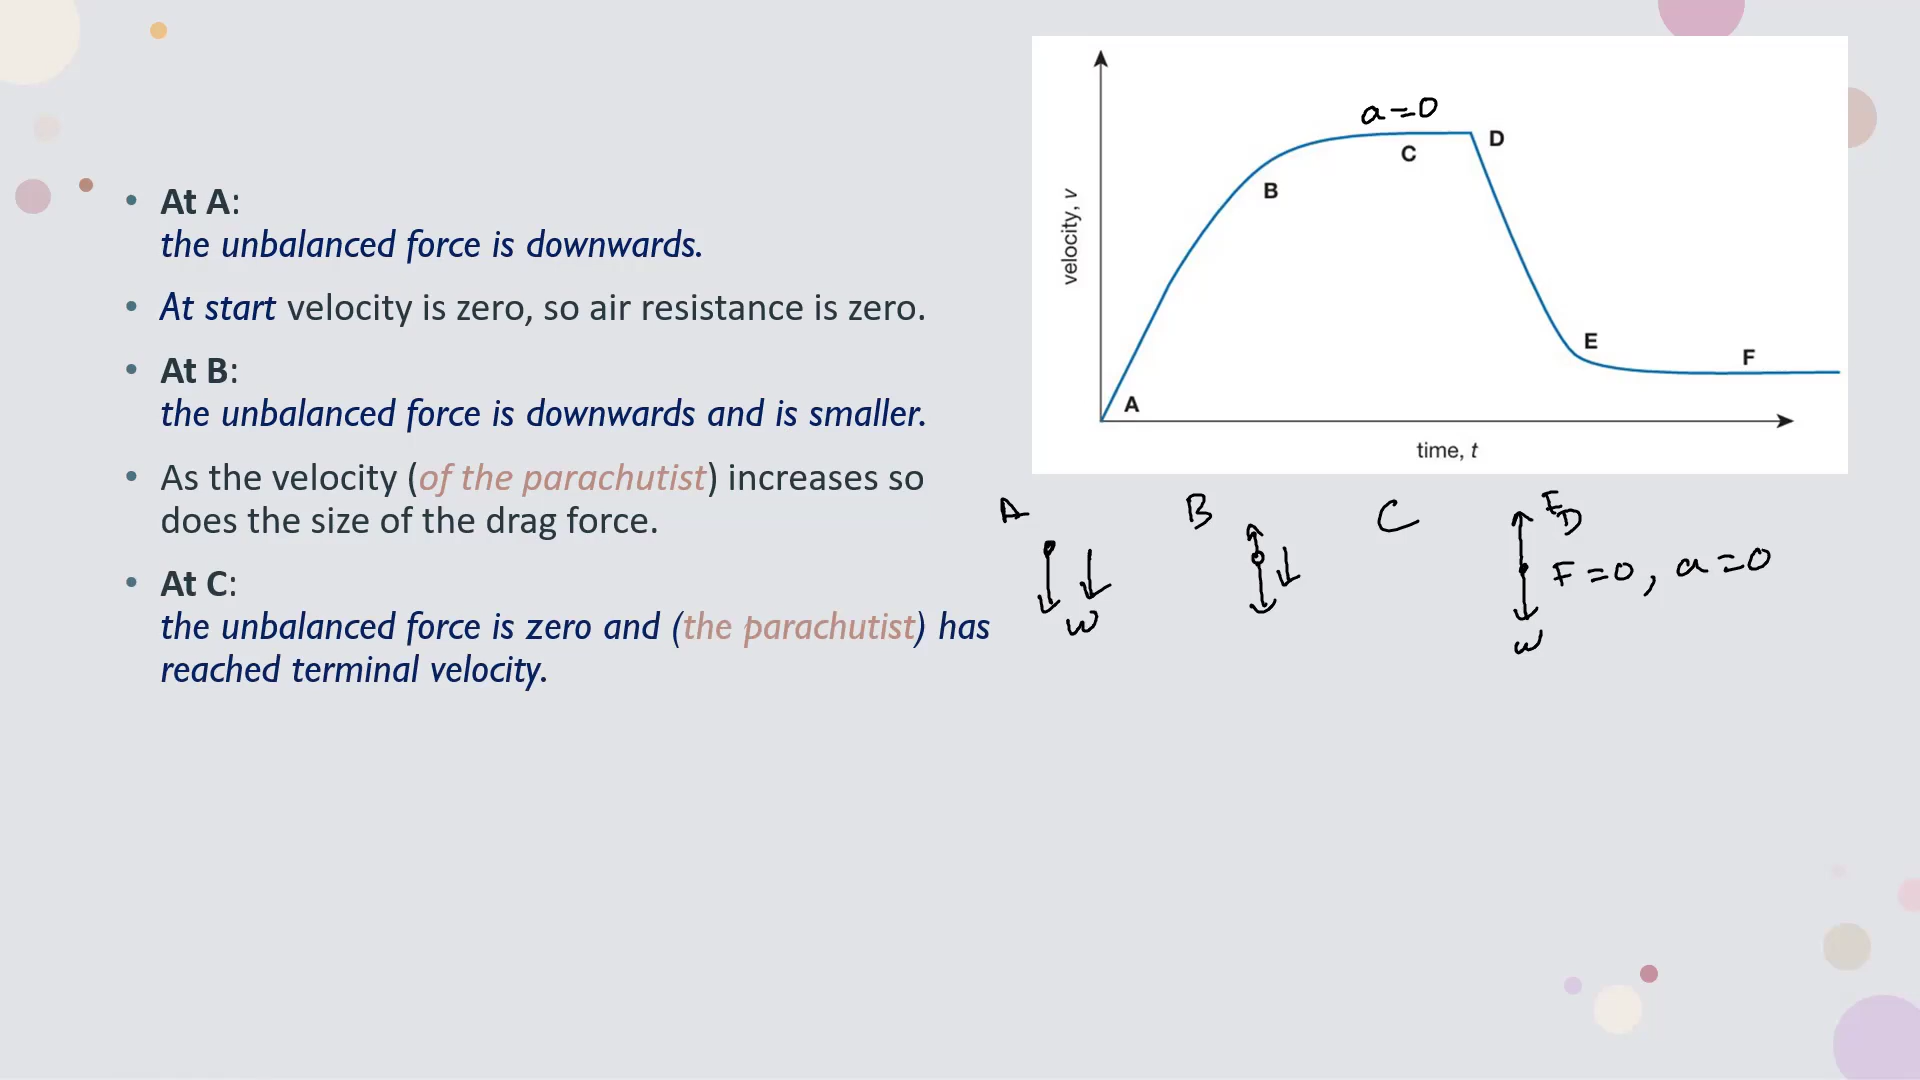 • At A:
the unbalanced force is downwards.
• At start velocity is zero, so air resistance is zero.
• At B:
the unbalanced force is downwards and is smaller.
• As the velocity (of the parachutist) increases so
does the size of the drag force.
• At C:
the unbalanced force is zero and (the parachutist) has
reached terminal velocity.
velocity, v
a=0
A
B
C
D
E
F
time, t
A
W
B
C
F_D
F=0, a=0
W